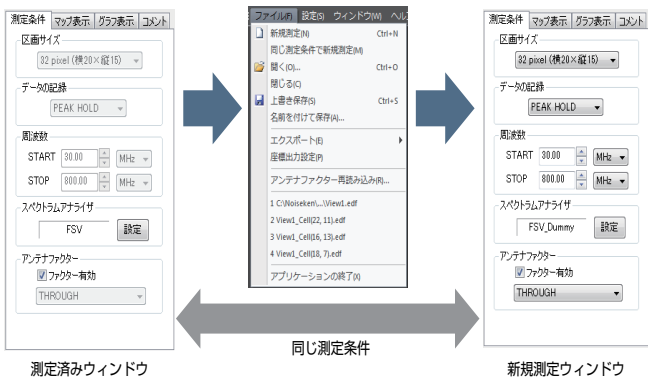 測定条件 マップ表示 グラフ表示 コメント
区画サイズ
32 pixel (横20×縦15)
データの記録
PEAK HOLD
周波数
START 30.00 MHz
STOP 800.00 MHz
スペクトラムアナライザ
FSV 設定
アンテナファクター
ファクター有効
THROUGH
測定済みウィンドウ
ファイル(F) 設定(S) ウィンドウ(W)
新規測定(N) Ctrl+N
同じ測定条件で新規測定(M)
開く(O)... Ctrl+O
閉じる(C)
上書き保存(S) Ctrl+S
名前を付けて保存(A)...
エクスポート(E)
座標出力設定(P)
アンテナファクター再読み込み(R)...
1 C:\Noiseken\...\View1.edf
2 View1_Cell(22, 11).edf
3 View1_Cell(16, 13).edf
4 View1_Cell(18, 7).edf
アプリケーションの終了(X)
同じ測定条件
測定条件 マップ表示 グラフ表示 コメント
区画サイズ
32 pixel (横20×縦15)
データの記録
PEAK HOLD
周波数
START 30.00 MHz
STOP 800.00 MHz
スペクトラムアナライザ
FSV_Dummy 設定
アンテナファクター
ファクター有効
THROUGH
新規測定ウィンドウ